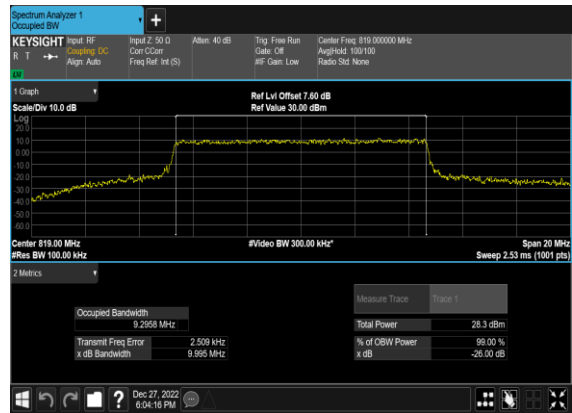 Spectrum Analyzer 1
Occupied BW
+
KEYSIGHT Input: RF Input Z: 50 Ω Atten: 40 dB Trig: Free Run Center Freq: 819.000000 MHz
R T Coupling: DC Corr CCorr Gate: Off Avg|Hold: 100/100
Align: Auto Freq Ref: Int (S) #IF Gain: Low Radio Std: None
LW
1 Graph
Ref Lvl Offset 7.60 dB
Scale/Div 10.0 dB Ref Value 30.00 dBm
Log
20.0
10.0
0.00
-10.0
-20.0
-30.0
-40.0
-50.0
-60.0
Center 819.00 MHz #Video BW 300.00 kHz* Span 20 MHz
#Res BW 100.00 kHz Sweep 2.53 ms (1001 pts)
2 Metrics
Measure Trace Trace 1
Occupied Bandwidth
9.2958 MHz Total Power 28.3 dBm
Transmit Freq Error 2.509 kHz % of OBW Power 99.00 %
x dB Bandwidth 9.995 MHz x dB -26.00 dB
? Dec 27, 2022
6:04:16 PM